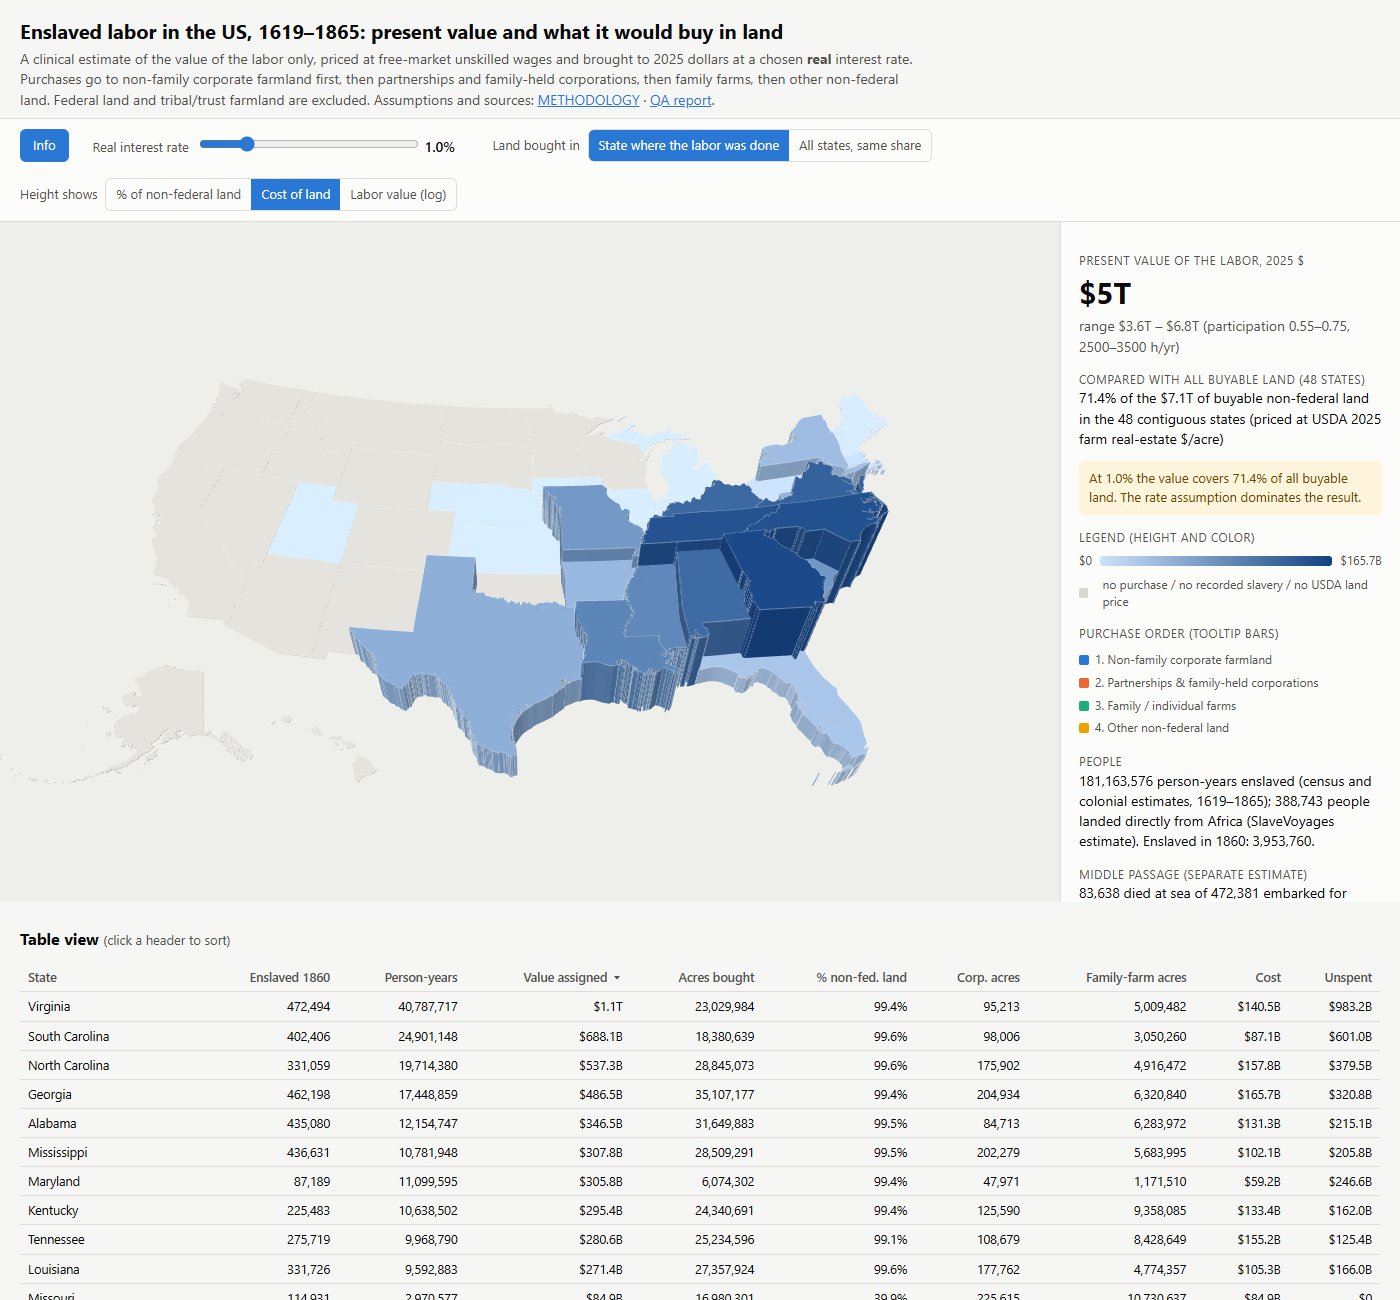 Enslaved labor in the US, 1619–1865: present value and what it would buy in land
A clinical estimate of the value of the labor only, priced at free-market unskilled wages and brought to 2025 dollars at a chosen real interest rate.
Purchases go to non-family corporate farmland first, then partnerships and family-held corporations, then family farms, then other non-federal
land. Federal land and tribal/trust farmland are excluded. Assumptions and sources: METHODOLOGY · QA report.
Info Real interest rate 1.0% Land bought in State where the labor was done All states, same share
Height shows % of non-federal land Cost of land Labor value (log)
PRESENT VALUE OF THE LABOR, 2025 $
$5T
range $3.6T – $6.8T (participation 0.55–0.75,
2500–3500 h/yr)
COMPARED WITH ALL BUYABLE LAND (48 STATES)
71.4% of the $7.1T of buyable non-federal land
in the 48 contiguous states (priced at USDA 2025
farm real-estate $/acre)
At 1.0% the value covers 71.4% of all buyable
land. The rate assumption dominates the result.
LEGEND (HEIGHT AND COLOR)
$0 $165.7B
no purchase / no recorded slavery / no USDA land
price
PURCHASE ORDER (TOOLTIP BARS)
1. Non-family corporate farmland
2. Partnerships & family-held corporations
3. Family / individual farms
4. Other non-federal land
PEOPLE
181,163,576 person-years enslaved (census and
colonial estimates, 1619–1865); 388,743 people
landed directly from Africa (SlaveVoyages
estimate). Enslaved in 1860: 3,953,760.
MIDDLE PASSAGE (SEPARATE ESTIMATE)
83,638 died at sea of 472,381 embarked for
Table view (click a header to sort)
State Enslaved 1860 Person-years Value assigned Acres bought % non-fed. land Corp. acres Family-farm acres Cost Unspent
Virginia 472,494 40,787,717 $1.1T 23,029,984 99.4% 95,213 5,009,482 $140.5B $983.2B
South Carolina 402,406 24,901,148 $688.1B 18,380,639 99.6% 98,006 3,050,260 $87.1B $601.0B
North Carolina 331,059 19,714,380 $537.3B 28,845,073 99.6% 175,902 4,916,472 $157.8B $379.5B
Georgia 462,198 17,448,859 $486.5B 35,107,177 99.4% 204,934 6,320,840 $165.7B $320.8B
Alabama 435,080 12,154,747 $346.5B 31,649,883 99.5% 84,713 6,283,972 $131.3B $215.1B
Mississippi 436,631 10,781,948 $307.8B 28,509,291 99.5% 202,279 5,683,995 $102.1B $205.8B
Maryland 87,189 11,099,595 $305.8B 6,074,302 99.4% 47,971 1,171,510 $59.2B $246.6B
Kentucky 225,483 10,638,502 $295.4B 24,340,691 99.4% 125,590 9,358,085 $133.4B $162.0B
Tennessee 275,719 9,968,790 $280.6B 25,234,596 99.1% 108,679 8,428,649 $155.2B $125.4B
Louisiana 331,726 9,592,883 $271.4B 27,357,924 99.6% 177,762 4,774,357 $105.3B $166.0B
Missouri 114,931 2,970,577 $84.9B 16,980,301 39.9% 225,615 10,730,637 $84.9B $0